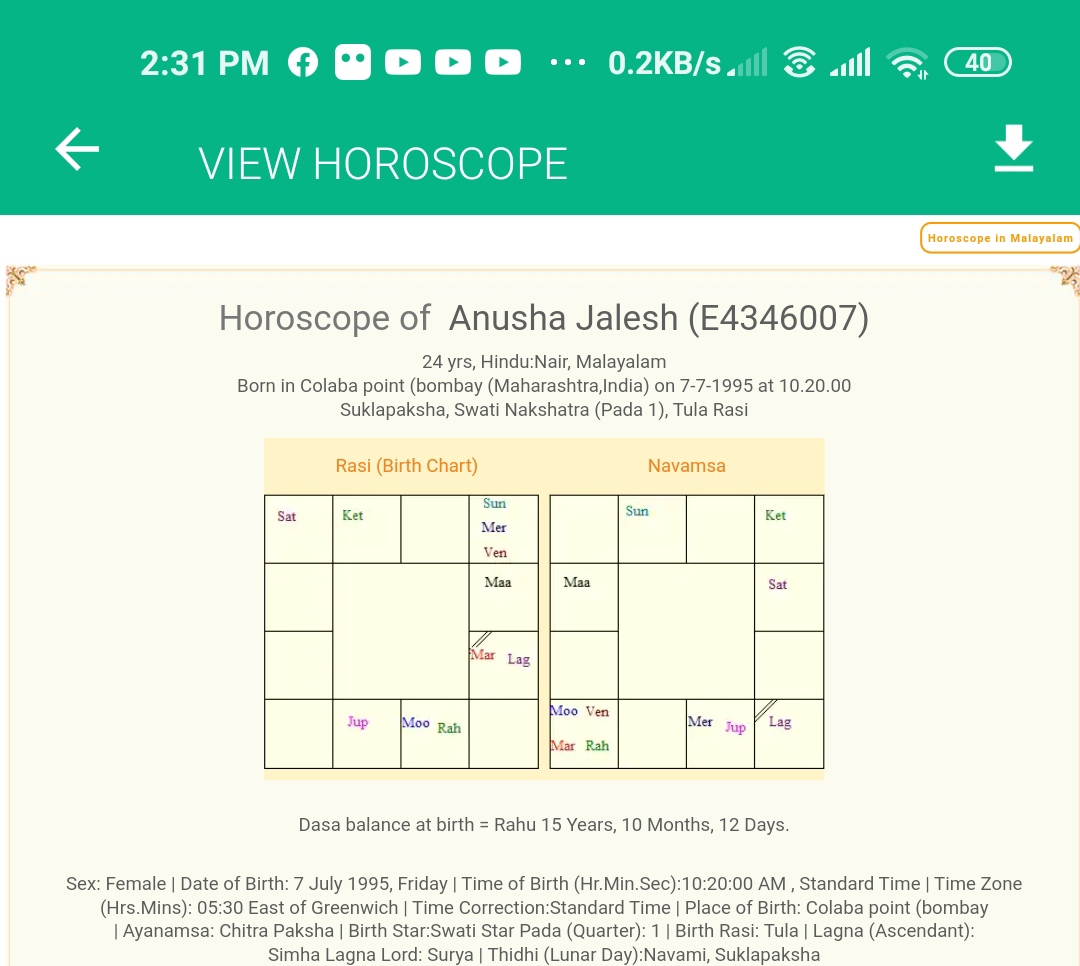 2:31 PM 0.2KB/s 40
VIEW HOROSCOPE
Horoscope in Malayalam
Horoscope of Anusha Jalesh (E4346007)
24 yrs, Hindu:Nair, Malayalam
Born in Colaba point (bombay (Maharashtra,India) on 7-7-1995 at 10.20.00
Suklapaksha, Swati Nakshatra (Pada 1), Tula Rasi
Rasi (Birth Chart) Navamsa
Sat Ket Sun Sun Ket
Mer
Ven
Maa Maa Sat
Mar Lag
Jup Moo Rah Moo Ven Mer Jup Lag
Mar Rah
Dasa balance at birth = Rahu 15 Years, 10 Months, 12 Days.
Sex: Female | Date of Birth: 7 July 1995, Friday | Time of Birth (Hr.Min.Sec):10:20:00 AM , Standard Time | Time Zone
(Hrs.Mins): 05:30 East of Greenwich | Time Correction:Standard Time | Place of Birth: Colaba point (bombay
| Ayanamsa: Chitra Paksha | Birth Star:Swati Star Pada (Quarter): 1 | Birth Rasi: Tula | Lagna (Ascendant):
Simha Lagna Lord: Surya | Thidhi (Lunar Day):Navami, Suklapaksha